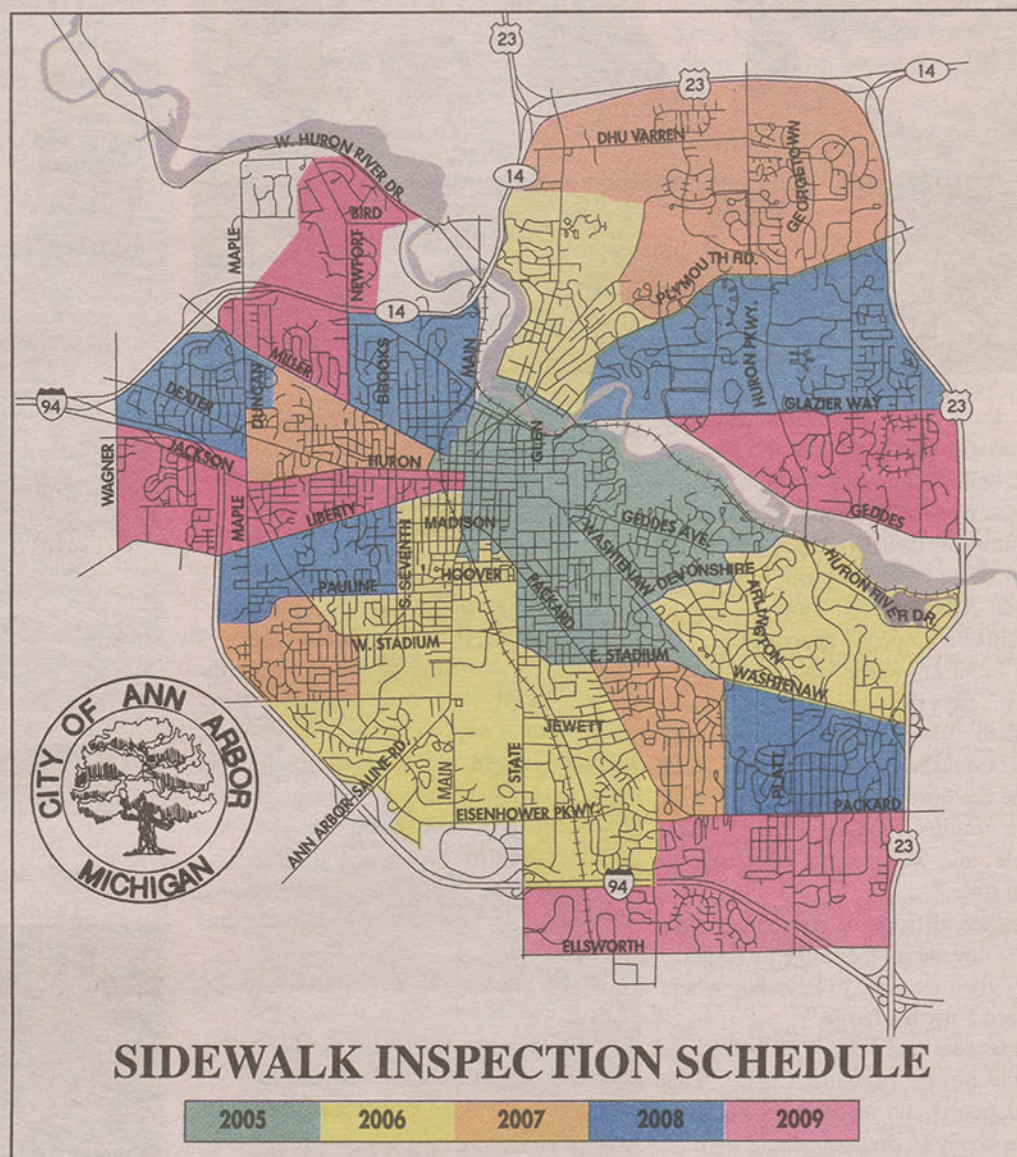 23
23
14
DHU VARREN
GEORGETOWN
W. HURON RIVER DR.
14
BIRD
MAPLE
NEWPORT
PLYMOUTH RD.
14
HURON PKWY.
MILLER
BROOKS
MAIN
DEXTER
DUNCAN
94
GLAZIER WAY
23
GLEN
WAGNER
JACKSON
HURON
MAPLE
LIBERTY
GEDDES
MADISON
WASHTENAW
GEDDES AVE.
S. SEVENTH
HOOVER
DEVONSHIRE
HURON RIVER DR.
PAULINE
PACKARD
ARLINGTON
W. STADIUM
E. STADIUM
WASHTENAW
CITY OF ANN ARBOR
MICHIGAN
JEWETT
STATE
MAIN
ANN ARBOR-SALINE RD
PLATT
EISENHOWER PKWY
PACKARD
23
94
ELLSWORTH
SIDEWALK INSPECTION SCHEDULE
2005 2006 2007 2008 2009